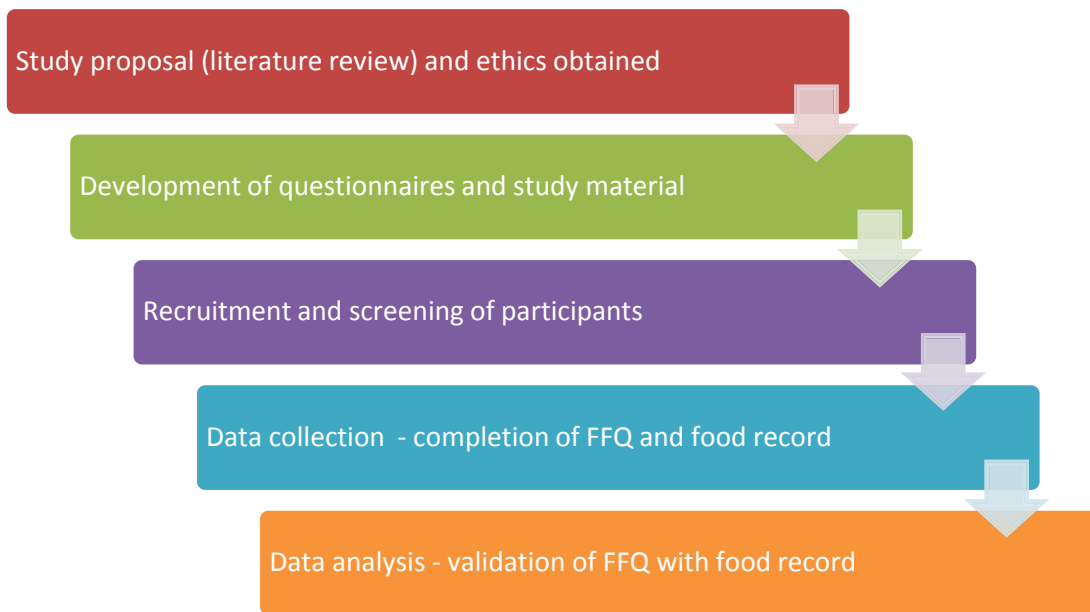 Study proposal (literature review) and ethics obtained
Development of questionnaires and study material
Recruitment and screening of participants
Data collection  - completion of FFQ and food record
Data analysis - validation of FFQ with food record